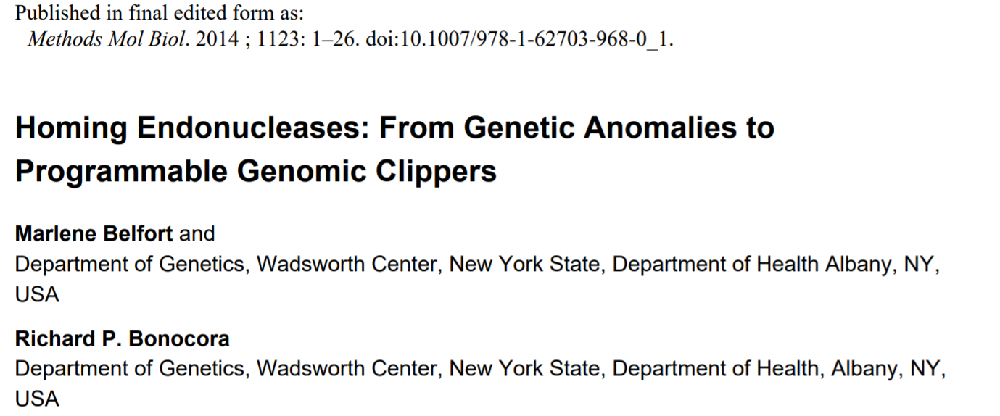 Published in final edited form as:
Methods Mol Biol. 2014 ; 1123: 1–26. doi:10.1007/978-1-62703-968-0_1.
Homing Endonucleases: From Genetic Anomalies to
Programmable Genomic Clippers
Marlene Belfort and
Department of Genetics, Wadsworth Center, New York State, Department of Health Albany, NY,
USA
Richard P. Bonocora
Department of Genetics, Wadsworth Center, New York State, Department of Health, Albany, NY,
USA